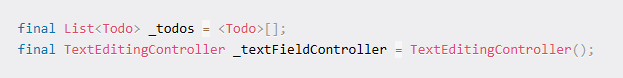 final List<Todo> _todos = <Todo>[];
final TextEditingController _textFieldController = TextEditingController();